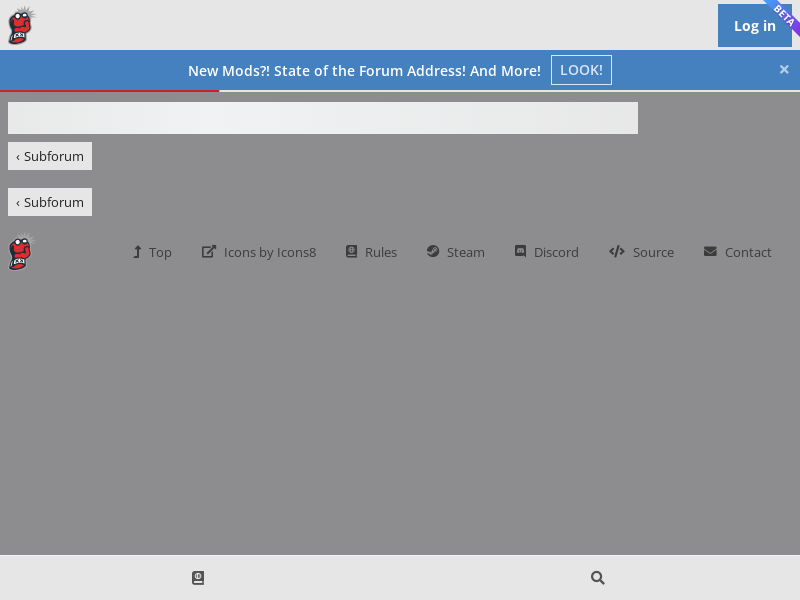 Log in
BETA
New Mods?! State of the Forum Address! And More! LOOK! ×
‹ Subforum
‹ Subforum
Top Icons by Icons8 Rules Steam Discord Source Contact